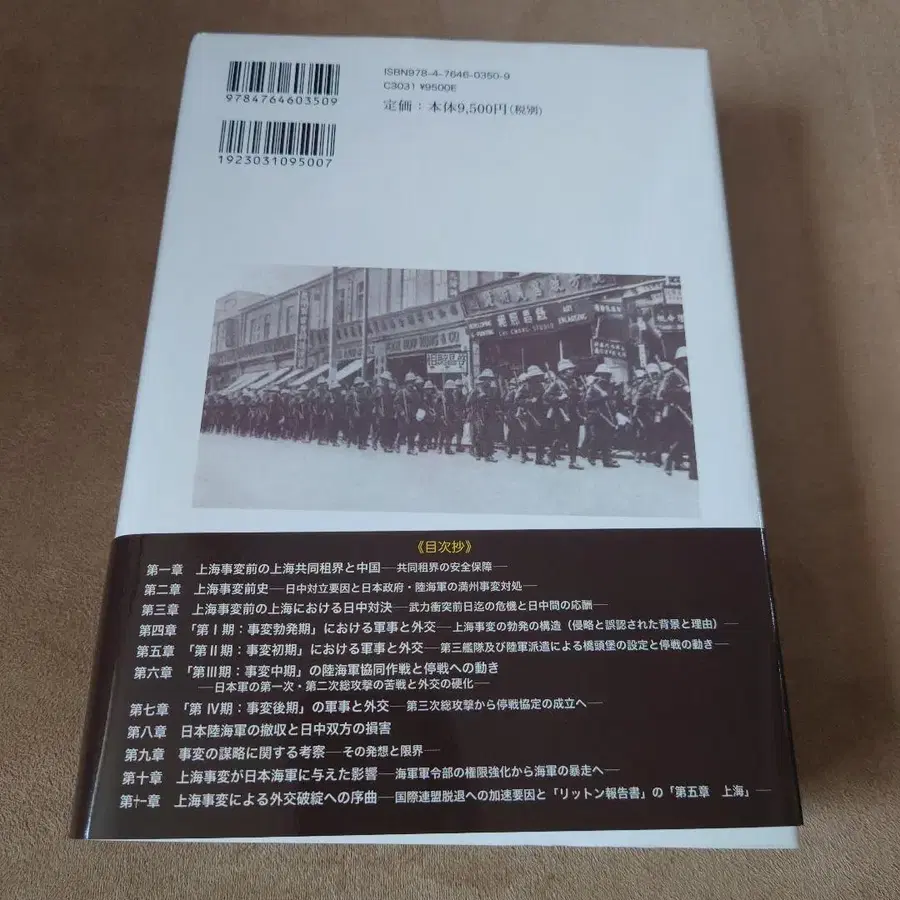 ISBN978-4-7646-0350-9
C3031 ¥9500E
定価：本体9,500円(税別)
9784764603509
1923031095007
DEVELOPING & PRINTING
ART ENLARGING
STUDIO
《目次抄》
第一章 上海事変前の上海共同租界と中国―共同租界の安全保障―
第二章 上海事変前史―日中対立要因と日本政府・陸海軍の満州事変対処―
第三章 上海事変前の上海における日中対決―武力衝突前日迄の危機と日中間の応酬―
第四章 「第Ⅰ期：事変勃発期」における軍事と外交―上海事変の勃発の構造（侵略と誤認された背景と理由）―
第五章 「第Ⅱ期：事変初期」における軍事と外交―第三艦隊及び陸軍派遣による橋頭堡の設定と停戦の動き―
第六章 「第Ⅲ期：事変中期」の陸海軍協同作戦と停戦への動き
―日本軍の第一次・第二次総攻撃の苦戦と外交の硬化―
第七章 「第Ⅳ期：事変後期」の軍事と外交―第三次総攻撃から停戦協定の成立へ―
第八章 日本陸海軍の撤収と日中双方の損害
第九章 事変の謀略に関する考察―その発想と限界―
第十章 上海事変が日本海軍に与えた影響―海軍軍令部の権限強化から海軍の暴走へ―
第十一章 上海事変による外交破綻への序曲―国際連盟脱退への加速要因と「リットン報告書」の「第五章 上海」―